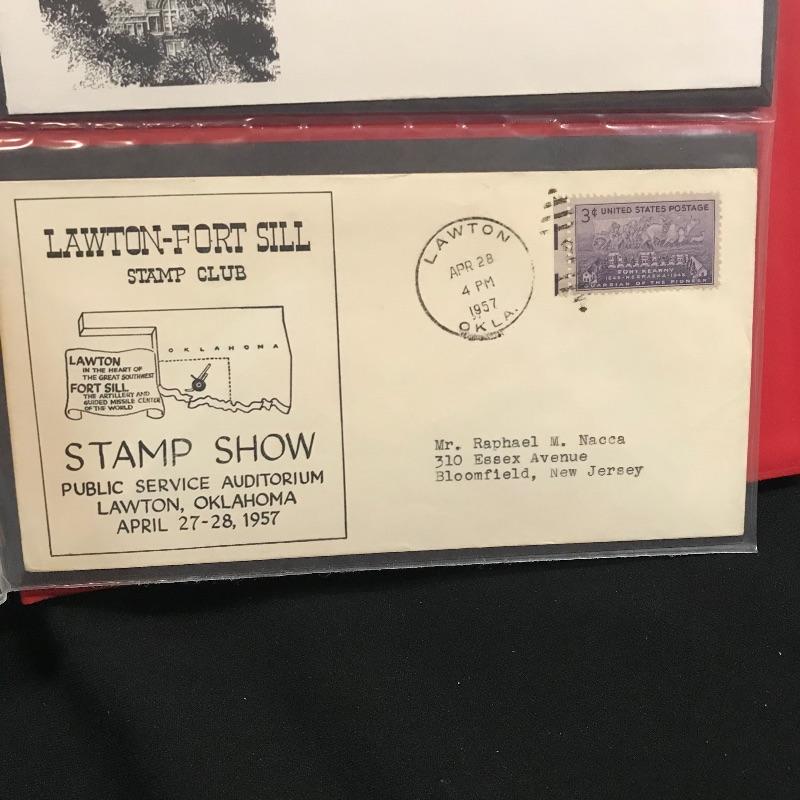 LAWTON-FORT SILL
STAMP CLUB
OKLAHOMA
LAWTON
IN THE HEART OF
THE GREAT SOUTHWEST
FORT SILL
THE ARTILLERY AND
GUIDED MISSILE CENTER
OF THE WORLD
STAMP SHOW
PUBLIC SERVICE AUDITORIUM
LAWTON, OKLAHOMA
APRIL 27-28, 1957
LAWTON
APR 28
4 PM
1957
OKLA.
3¢ UNITED STATES POSTAGE
FORT KEARNY
1848-NEBRASKA-1948
GUARDIAN OF THE PIONEER
Mr. Raphael M. Nacca
310 Essex Avenue
Bloomfield, New Jersey